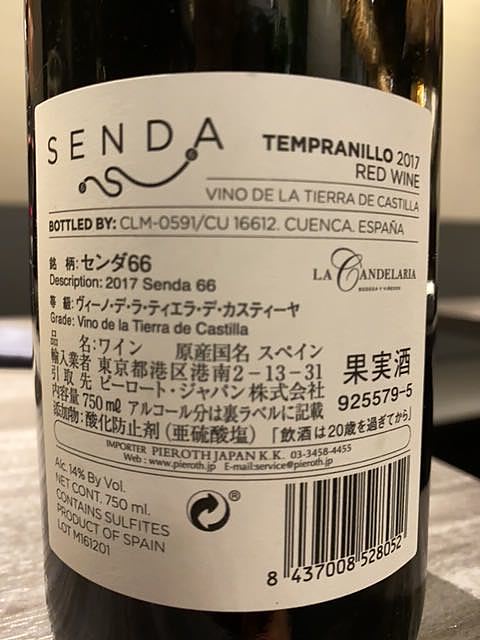 SENDA
TEMPRANILLO 2017
RED WINE
VINO DE LA TIERRA DE CASTILLA
BOTTLED BY: CLM-0591/CU 16612. CUENCA. ESPAÑA
銘 柄:センダ66
Description: 2017 Senda 66
LA CANDELARIA
BODEGA Y VIÑEDOS
等 級:ヴィーノ・デ・ラ・ティエラ・デ・カスティーヤ
Grade: Vino de la Tierra de Castilla
品 名:ワイン 原産国名 スペイン
輸入業者 東京都港区港南2-13-31
引取先 ピーロート・ジャパン株式会社
内容量 750㎖ アルコール分は裏ラベルに記載
添加物:酸化防止剤(亜硫酸塩) 「飲酒は20歳を過ぎてから」
果実酒
925579-5
IMPORTER PIEROTH JAPAN K.K. 03-3458-4455
Web : www.pieroth.jp E-mail:service@pieroth.jp
Alc. 14% By Vol.
NET CONT. 750 ml.
CONTAINS SULFITES
PRODUCT OF SPAIN
LOT M161201
®
8 437008 528052